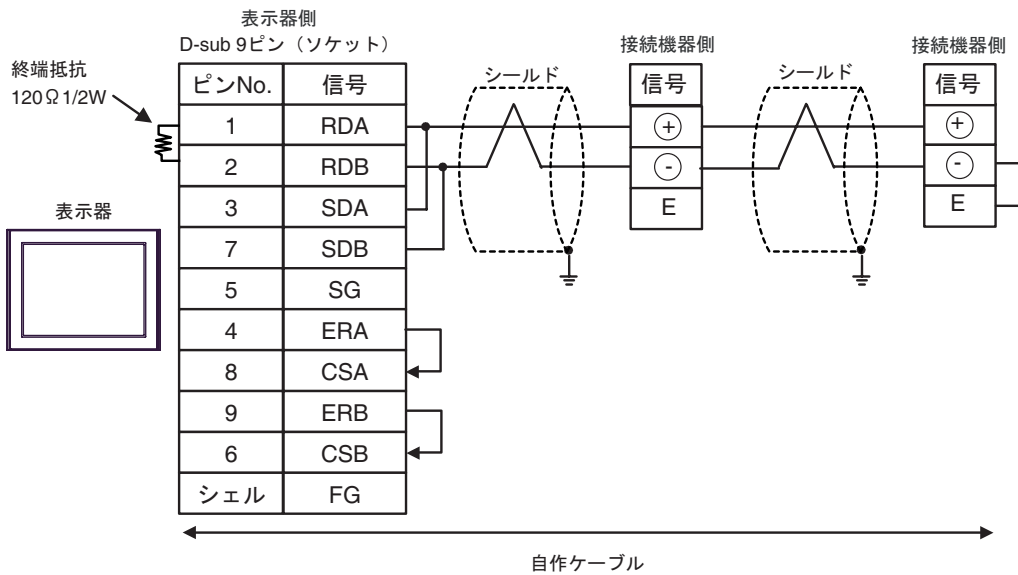 表示器側
D-sub 9ピン（ソケット）
接続機器側
接続機器側
終端抵抗
120Ω1/2W
ピンNo. 信号
シールド
信号
シールド
信号
1 RDA
+
+
2 RDB
-
-
3 SDA
E
E
表示器
7 SDB
5 SG
4 ERA
8 CSA
9 ERB
6 CSB
シェル FG
自作ケーブル